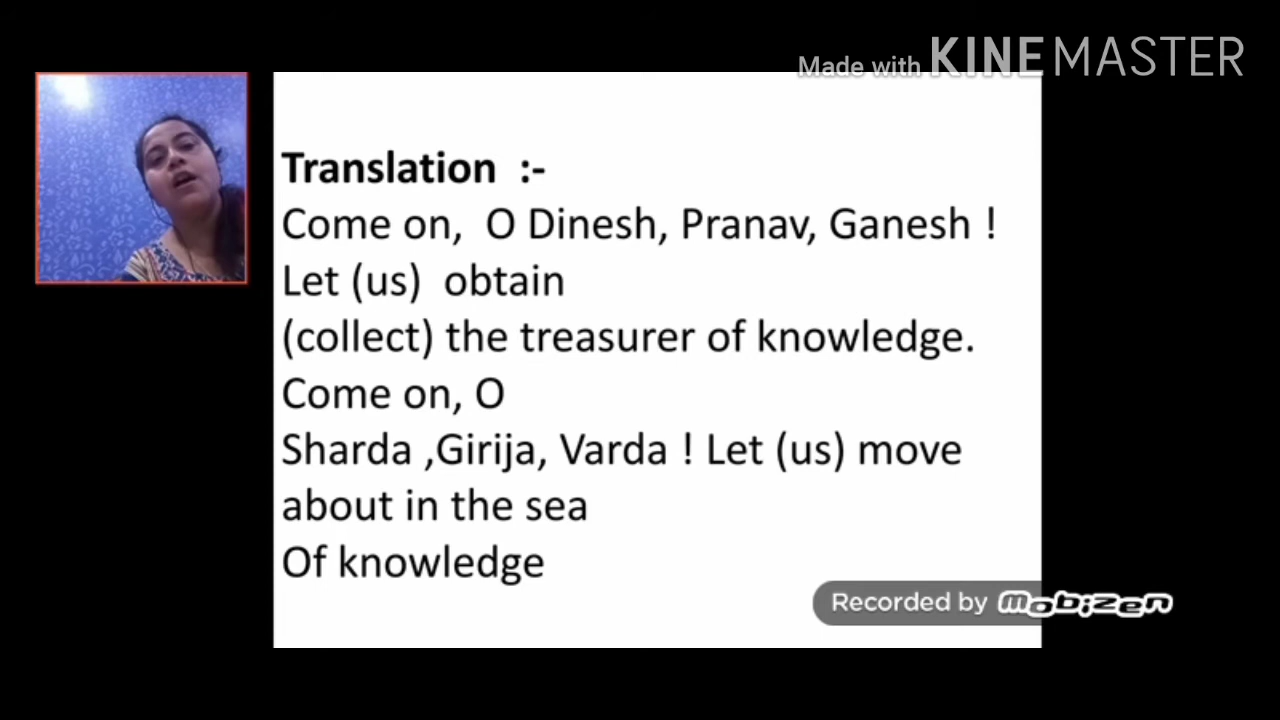 Made with KINEMASTER
Translation :-
Come on, O Dinesh, Pranav, Ganesh !
Let (us) obtain
(collect) the treasurer of knowledge.
Come on, O
Sharda ,Girija, Varda ! Let (us) move
about in the sea
Of knowledge
Recorded by mobizen